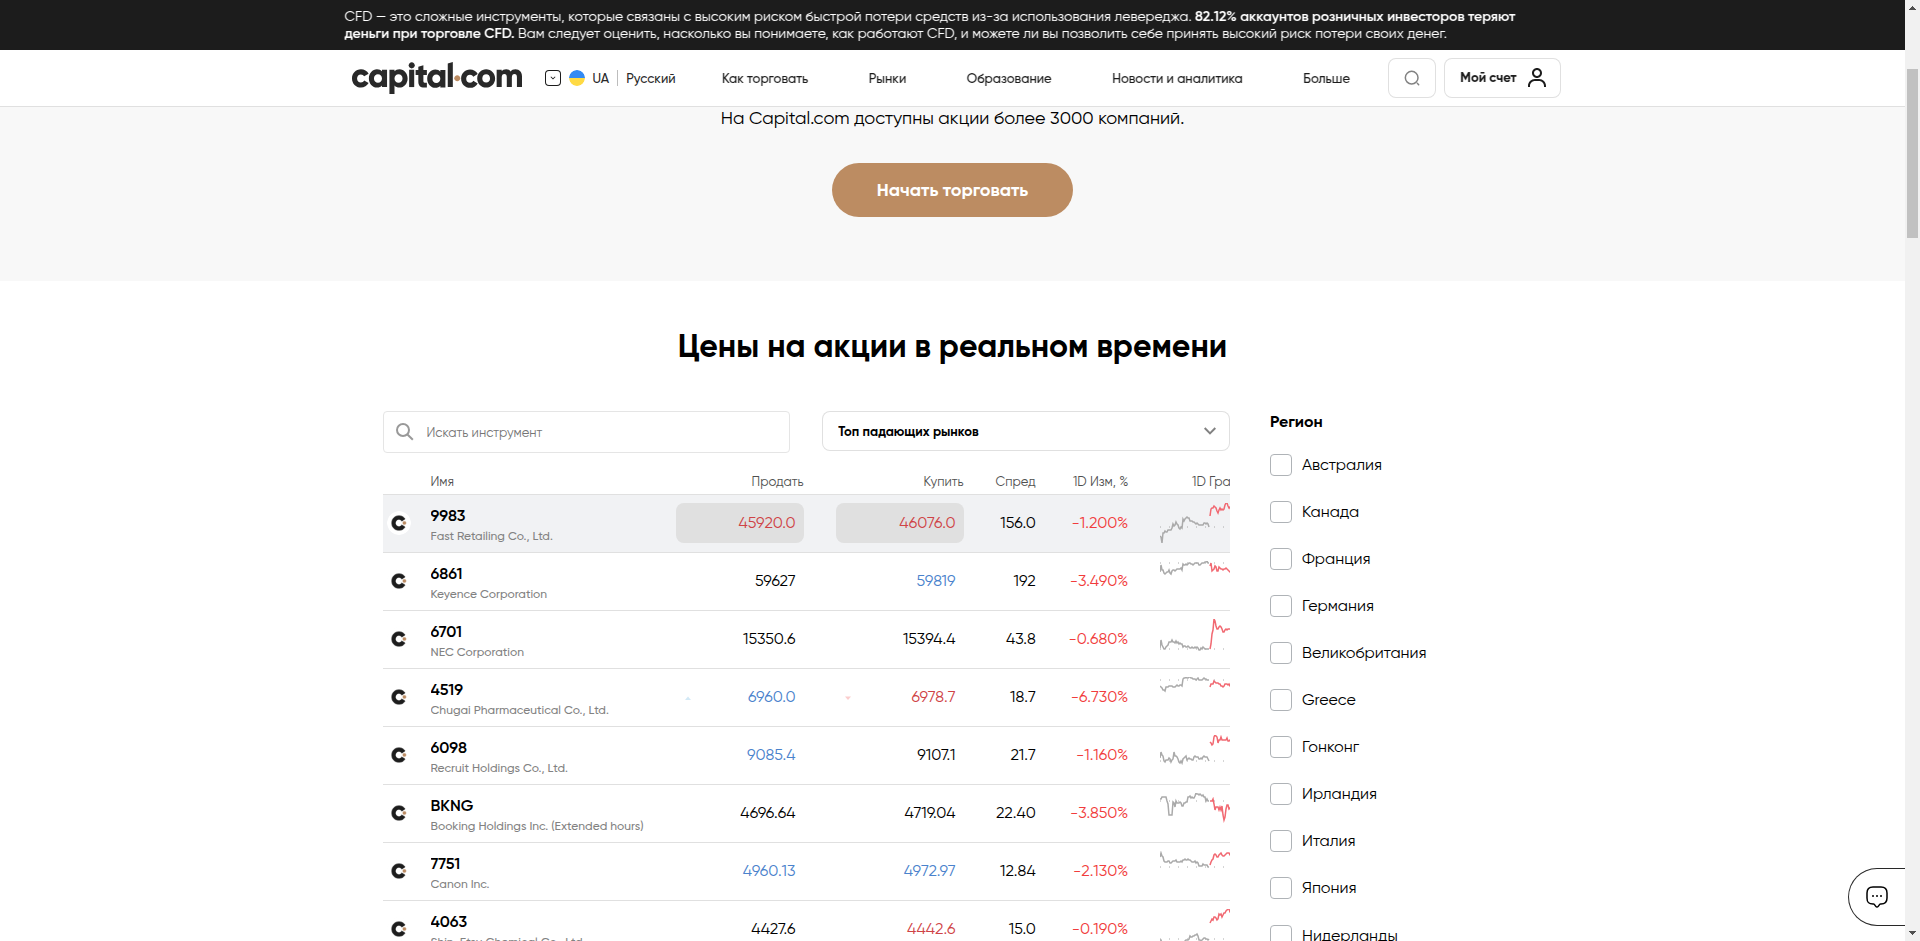 CFD — это сложные инструменты, которые связаны с высоким риском быстрой потери средств из-за использования левереджа. 82.12% аккаунтов розничных инвесторов теряют
деньги при торговле CFD. Вам следует оценить, насколько вы понимаете, как работают CFD, и можете ли вы позволить себе принять высокий риск потери своих денег.
capital.com UA Русский Как торговать Рынки Образование Новости и аналитика Больше Мой счет
На Capital.com доступны акции более 3000 компаний.
Начать торговать
Цены на акции в реальном времени
Искать инструмент
Топ падающих рынков
Имя Продать Купить Спред 1D Изм, % 1D Гра
9983 45920.0 46076.0 156.0 -1.200%
Fast Retailing Co., Ltd.
6861 59627 59819 192 -3.490%
Keyence Corporation
6701 15350.6 15394.4 43.8 -0.680%
NEC Corporation
4519 6960.0 6978.7 18.7 -6.730%
Chugai Pharmaceutical Co., Ltd.
6098 9085.4 9107.1 21.7 -1.160%
Recruit Holdings Co., Ltd.
BKNG 4696.64 4719.04 22.40 -3.850%
Booking Holdings Inc. (Extended hours)
7751 4960.13 4972.97 12.84 -2.130%
Canon Inc.
4063 4427.6 4442.6 15.0 -0.190%
Shin-Etsu Chemical Co., Ltd.
Регион
Австралия
Канада
Франция
Германия
Великобритания
Greece
Гонконг
Ирландия
Италия
Япония
Нидерланды